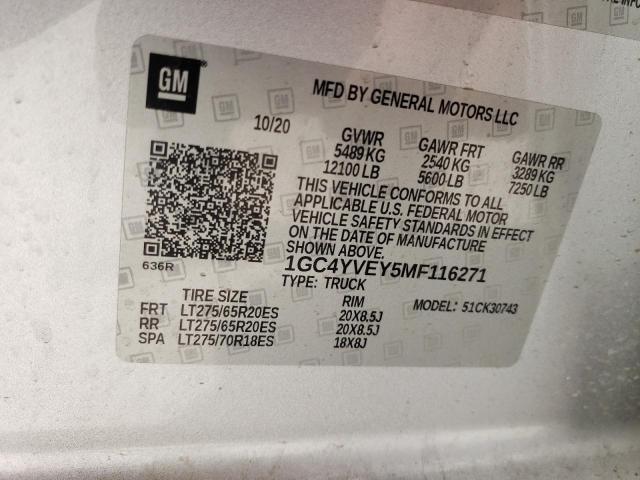 GM
MFD BY GENERAL MOTORS LLC
10/20
GVWR GAWR FRT GAWR RR
5489 KG 2540 KG 3289 KG
12100 LB 5600 LB 7250 LB
THIS VEHICLE CONFORMS TO ALL
APPLICABLE U.S. FEDERAL MOTOR
VEHICLE SAFETY STANDARDS IN EFFECT
ON THE DATE OF MANUFACTURE
SHOWN ABOVE.
636R
1GC4YVEY5MF116271
TYPE: TRUCK
TIRE SIZE RIM MODEL: 51CK30743
FRT LT275/65R20ES 20X8.5J
RR LT275/65R20ES 20X8.5J
SPA LT275/70R18ES 18X8J